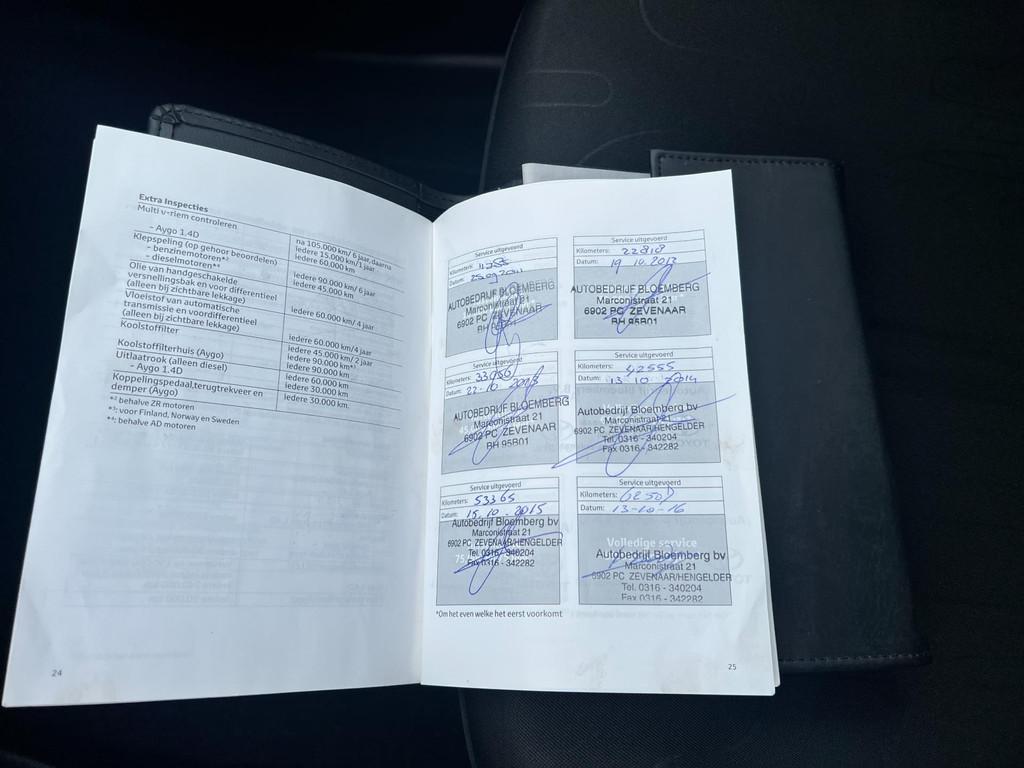 Extra Inspecties
Multi v-riem controleren
- Aygo 1.4D
na 105.000 km/ 6 jaar, daarna
Iedere 15.000 km/1 jaar
Klepspeling (op gehoor beoordelen)
Iedere 60.000 km
- benzinemotoren*²
- dieselmotoren**
Iedere 90.000 km/ 6 jaar
Iedere 45.000 km
Olie van handgeschakelde
versnellingsbak en voor differentieel
(alleen bij zichtbare lekkage)
Iedere 60.000 km/ 4 jaar
Vloeistof van automatische
transmissie en voordifferentieel
(alleen bij zichtbare lekkage)
Iedere 60.000 km/4 jaar
Koolstoffilter
Iedere 45.000 km/ 2 jaar
Iedere 90.000 km*³
Koolstoffilterhuis (Aygo)
Iedere 90.000 km
Uitlaatrook (alleen diesel)
Iedere 60.000 km
- Aygo 1.4D
Iedere 30.000 km
Koppelingspedaal,terugtrekveer en
demper (Aygo)
Iedere 30.000 km.
*² behalve ZR motoren
*³: voor Finland, Norway en Sweden
*⁴: behalve AD motoren
24
Service uitgevoerd
Kilometers:
Datum:
AUTOBEDRIJF BLOEMBERG
Marconistraat 21
6902 PC ZEVENAAR
Service uitgevoerd
Kilometers: 22818
Datum: 19 10.2013
AUTOBEDRIJF BLOEMBERG
Marconistraat 21
6902 PC ZEVENAAR
BH 95B01
Service uitgevoerd
Kilometers:
Datum: 22-10-2013
AUTOBEDRIJF BLOEMBERG
Marconistraat 21
6902 PC ZEVENAAR
BH 95B01
Service uitgevoerd
Kilometers: 42555
Datum: 13-10 2014
Autobedrijf Bloemberg bv
Marconistraat 21
6902 PC ZEVENAAR/HENGELDER
Tel. 0316 - 340204
Fax 0316 - 342282
Service uitgevoerd
Kilometers: 53365
Datum: 15.10.2015
Autobedrijf Bloemberg bv
Marconistraat 21
6902 PC ZEVENAAR/HENGELDER
Tel. 0316 - 340204
Fax 0316 - 342282
Service uitgevoerd
Kilometers:
Datum: 13-10-16
Volledige service
Autobedrijf Bloemberg bv
Marconistraat 21
6902 PC ZEVENAAR/HENGELDER
Tel. 0316 - 340204
Fax 0316 - 342282
*Om het even welke het eerst voorkomt
25